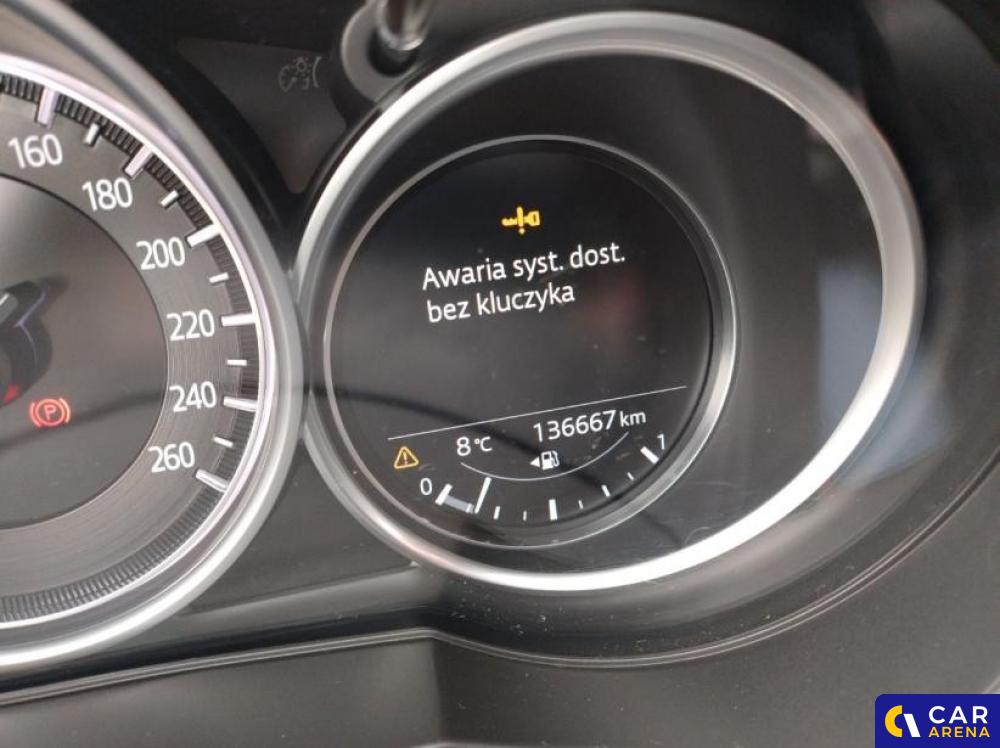 160
180
200
220
240
260
P
Awaria syst. dost.
bez kluczyka
8 °C
136667 km
0
1
CAR
ARENA